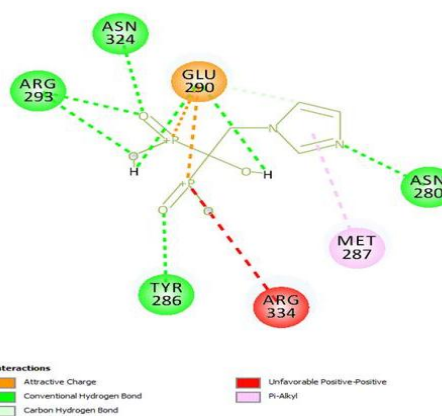 ASN
324
ARG
293
GLU
290
O
P
+
O
H
N
N
O
H
P
+
O
O
ASN
280
MET
287
TYR
286
ARG
334
nteractions
Attractive Charge
Unfavorable Positive-Positive
Conventional Hydrogen Bond
Pi-Alkyl
Carbon Hydrogen Bond